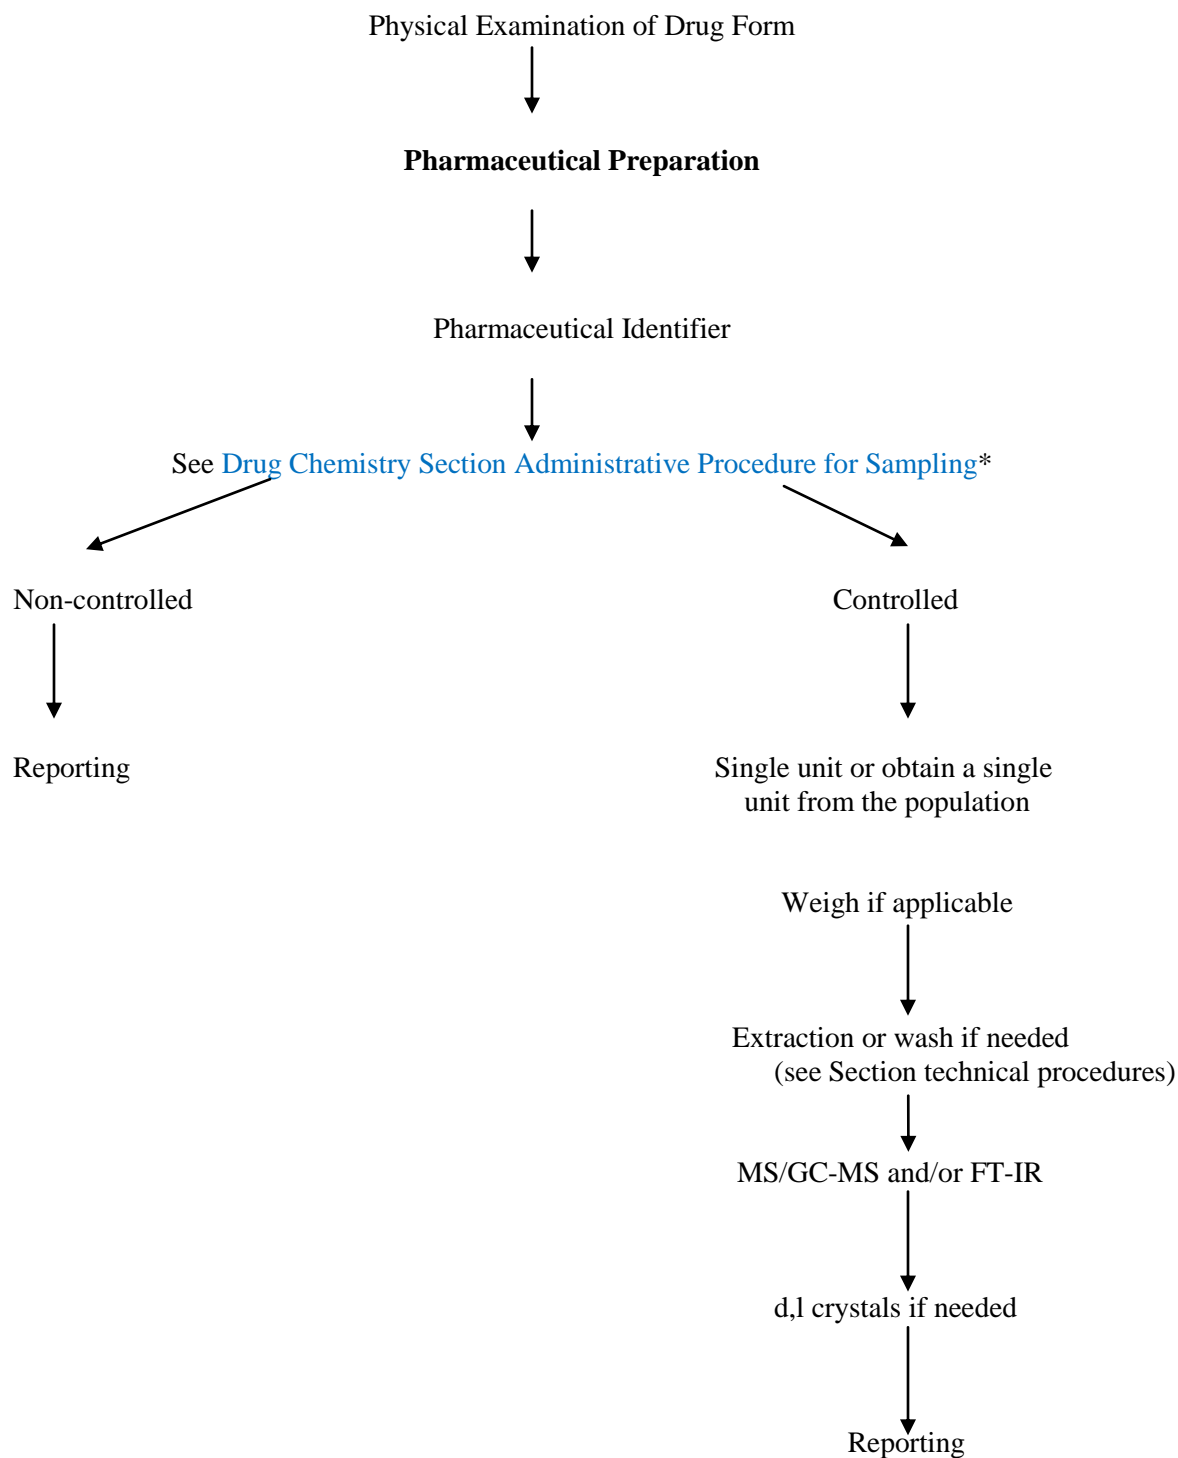 Physical Examination of Drug Form
Pharmaceutical Preparation
Pharmaceutical Identifier
See Drug Chemistry Section Administrative Procedure for Sampling*
Non-controlled
Controlled
Reporting
Single unit or obtain a single
unit from the population
Weigh if applicable
Extraction or wash if needed
(see Section technical procedures)
MS/GC-MS and/or FT-IR
d,l crystals if needed
Reporting